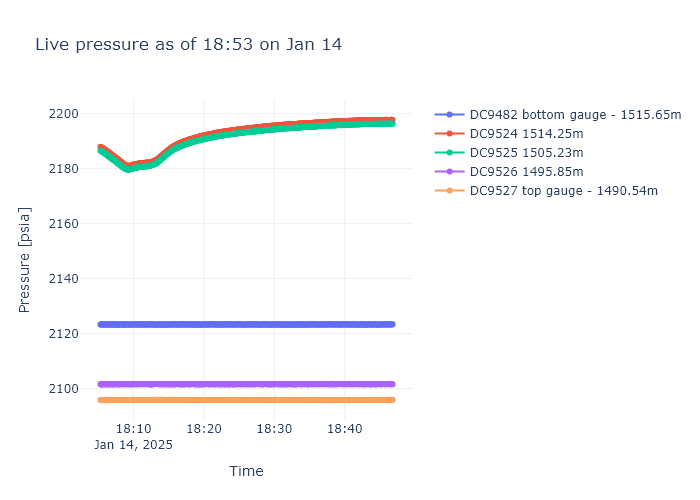 Live pressure as of 18:53 on Jan 14
Pressure [psia]
2200
2180
2160
2140
2120
2100
18:10
Jan 14, 2025
18:20
18:30
18:40
Time
DC9482 bottom gauge - 1515.65m
DC9524 1514.25m
DC9525 1505.23m
DC9526 1495.85m
DC9527 top gauge - 1490.54m